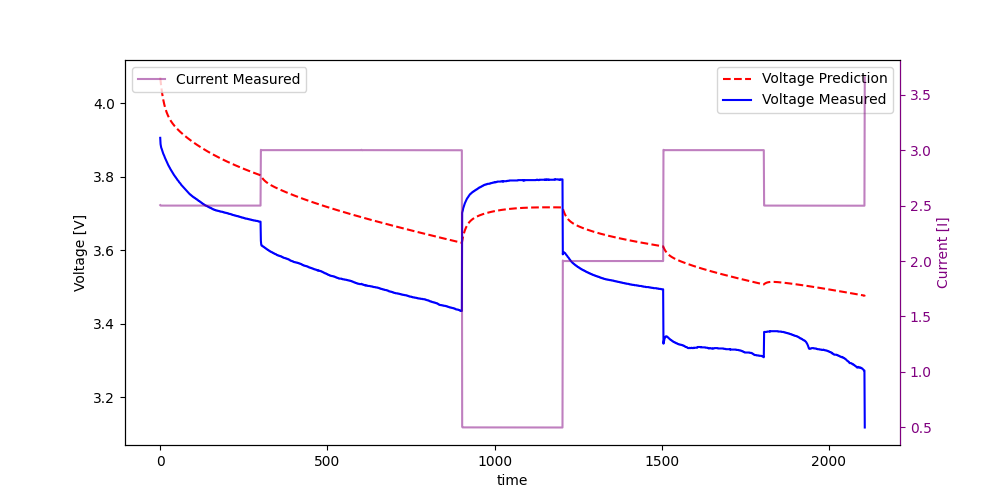 Current Measured
Voltage Prediction
Voltage Measured
4.0
3.8
3.6
3.4
3.2
Voltage [V]
3.5
3.0
2.5
2.0
1.5
1.0
0.5
Current [I]
0
500
1000
1500
2000
time